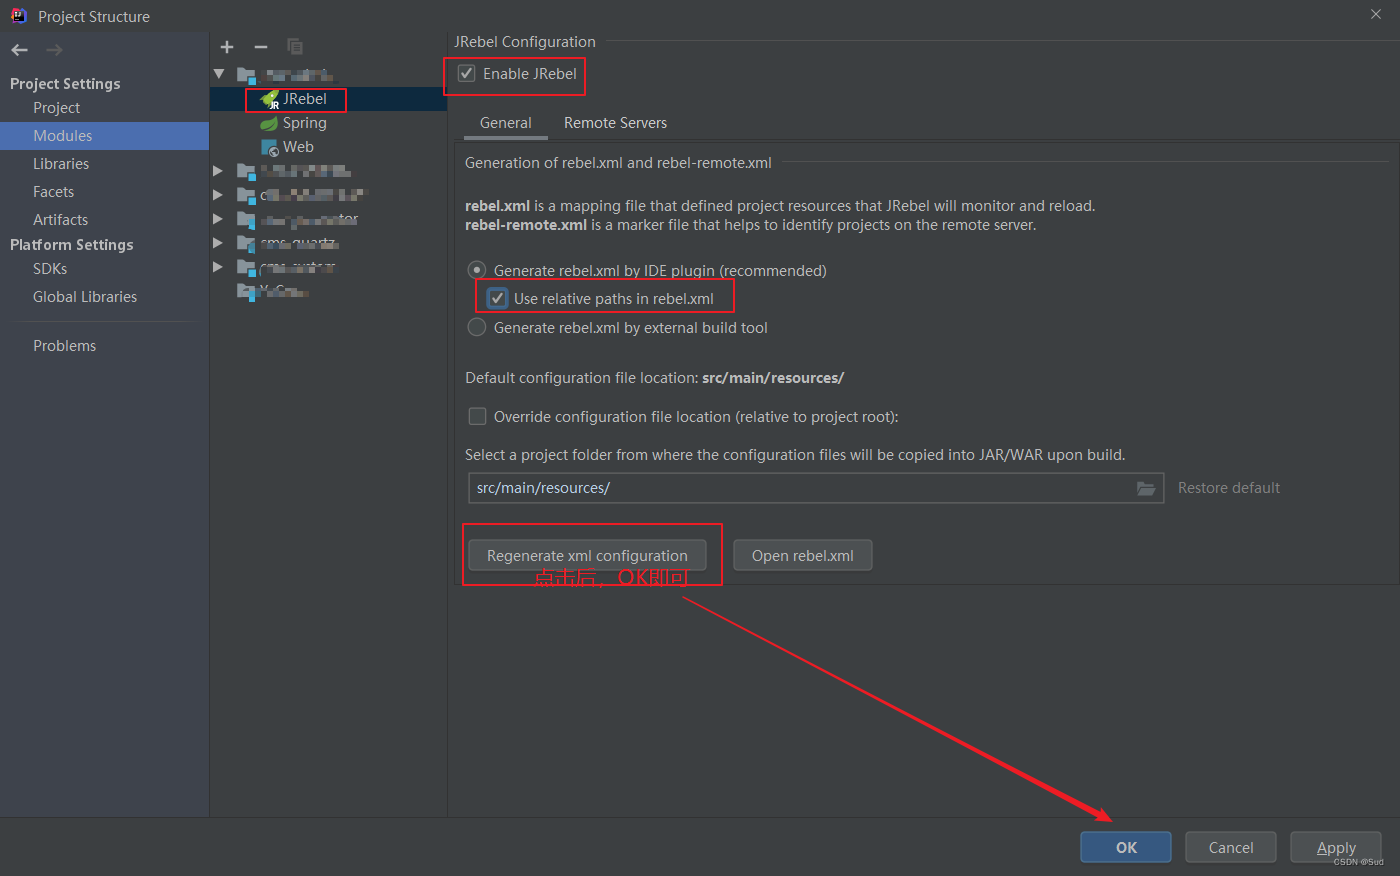 Project Structure
Project Settings
Project
Modules
Libraries
Facets
Artifacts
Platform Settings
SDKs
Global Libraries
Problems
JRebel
Spring
Web
JRebel Configuration
Enable JRebel
General
Remote Servers
Generation of rebel.xml and rebel-remote.xml
rebel.xml is a mapping file that defined project resources that JRebel will monitor and reload.
rebel-remote.xml is a marker file that helps to identify projects on the remote server.
Generate rebel.xml by IDE plugin (recommended)
Use relative paths in rebel.xml
Generate rebel.xml by external build tool
Default configuration file location: src/main/resources/
Override configuration file location (relative to project root):
Select a project folder from where the configuration files will be copied into JAR/WAR upon build.
src/main/resources/
Restore default
Regenerate xml configuration
Open rebel.xml
点击后，OK即可
OK
Cancel
Apply
CSDN @Sud